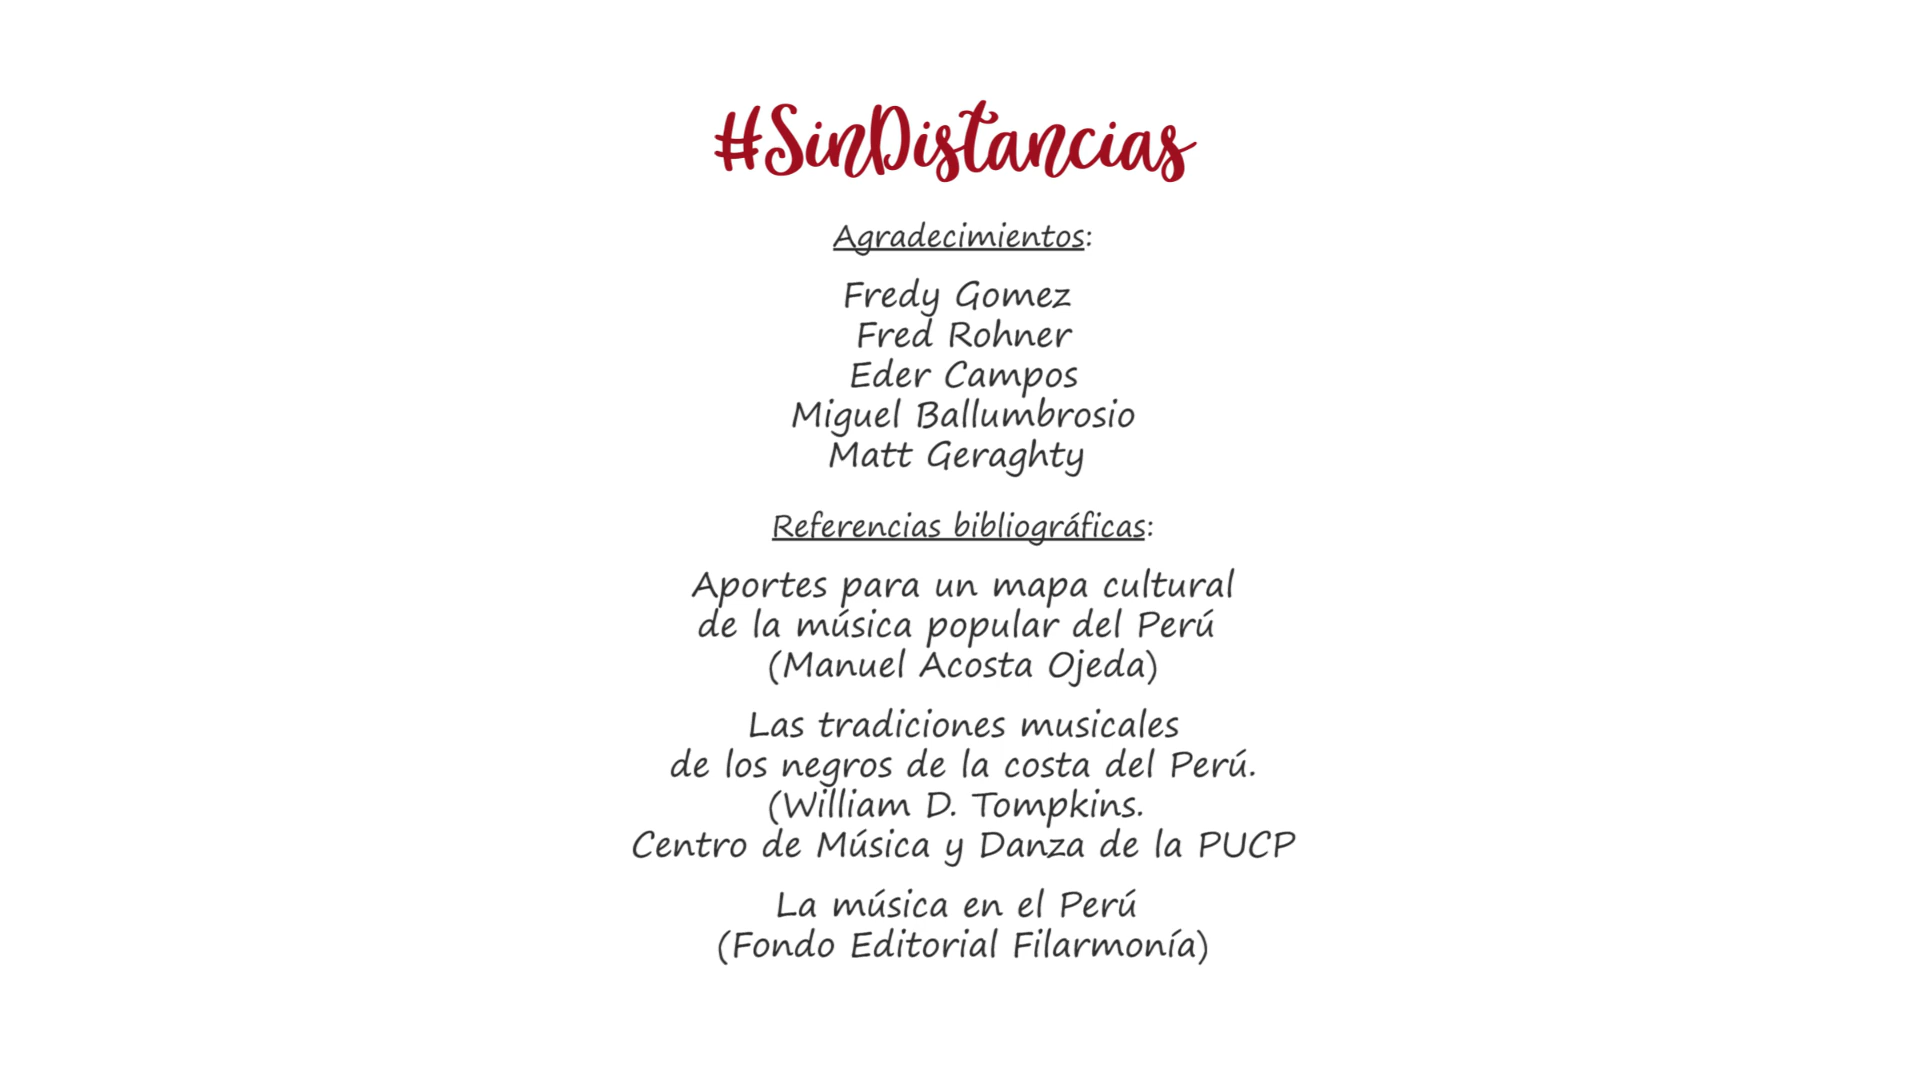 #SinDistancias
Agradecimientos:
Fredy Gomez
Fred Rohner
Eder Campos
Miguel Ballumbrosio
Matt Geraghty
Referencias bibliográficas:
Aportes para un mapa cultural
de la música popular del Perú
(Manuel Acosta Ojeda)
Las tradiciones musicales
de los negros de la costa del Perú.
(William D. Tompkins.
Centro de Música y Danza de la PUCP
La música en el Perú
(Fondo Editorial Filarmonía)